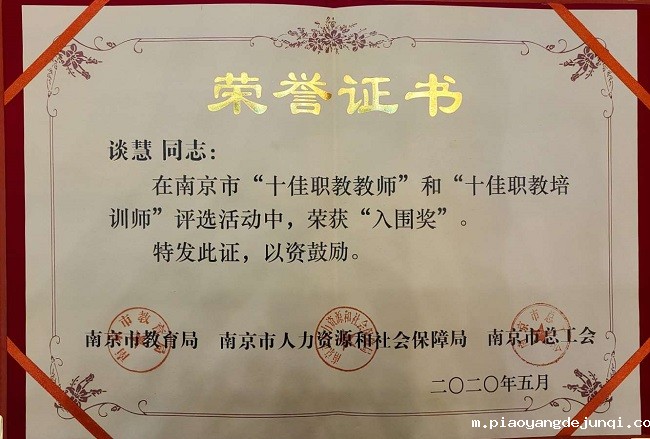 荣誉证书
谈慧 同志：
在南京市“十佳职教教师”和“十佳职教培
训师”评选活动中，荣获“入围奖”。
特发此证，以资鼓励。
南京市教育局 南京市人力资源和社会保障局 南京市总工会
二〇二〇年五月
m.piaoyangdejunqi.co